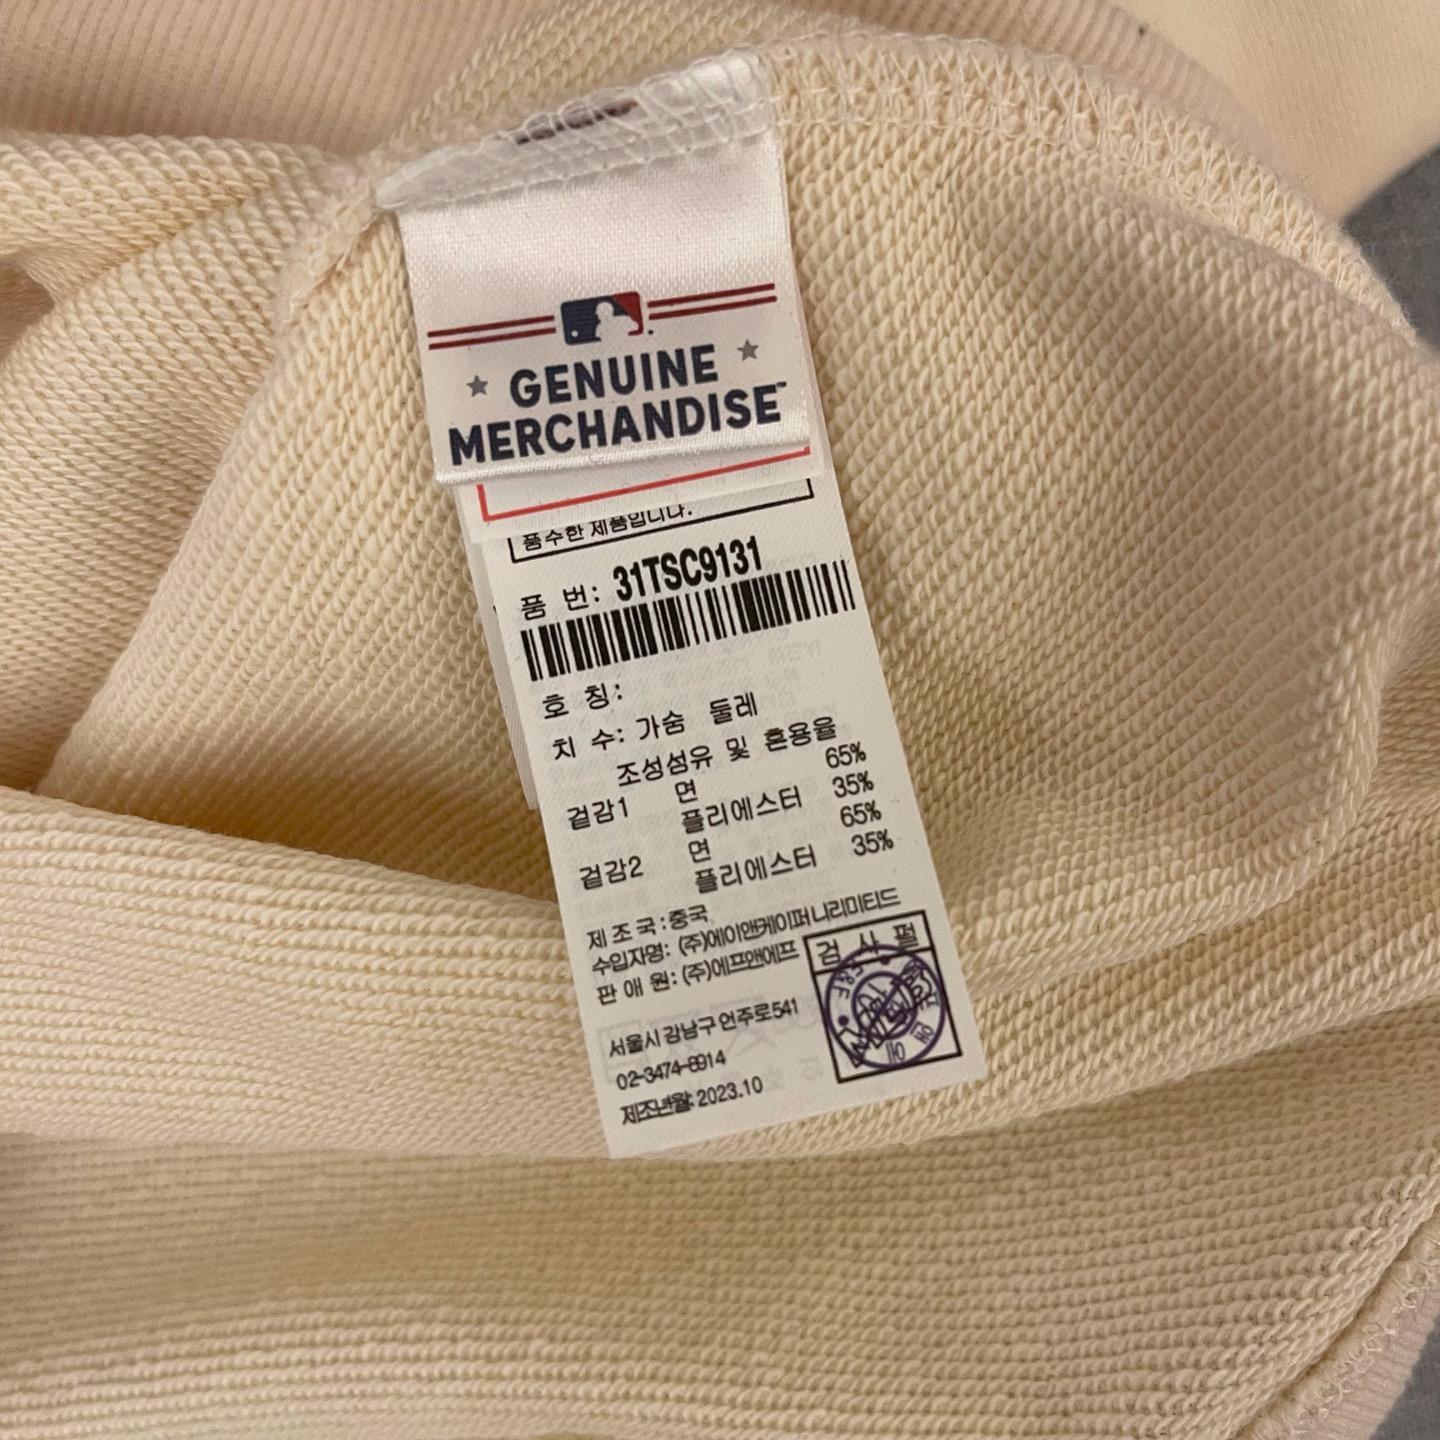 GENUINE
MERCHANDISE™
품수한 제품입니다.
품 번: 31TSC9131
호 칭:
치 수: 가슴 둘레
조성섬유 및 혼용율
겉감1 면 65%
플리에스터 35%
겉감2 면 65%
플리에스터 35%
제 조 국:중국
수입자명: (주)에이앤케이퍼니리미티드
판 애 원:(주)에프앤에프
검 사 필
서울시 강남구 언주로541
02-3474-8914
제조년월: 2023.10